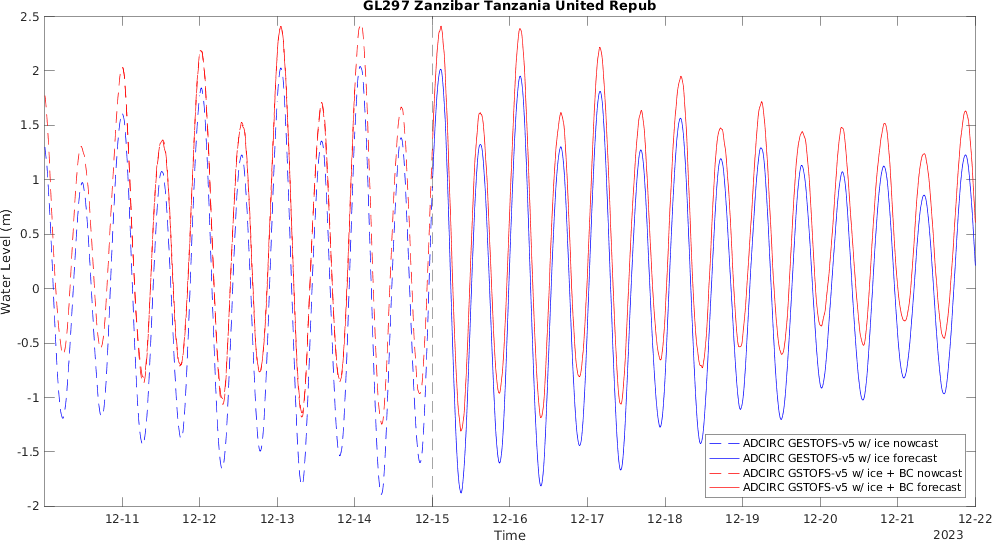 GL297 Zanzibar Tanzania United Repub
2.5
2
1.5
1
0.5
0
-0.5
-1
-1.5
-2
Water Level (m)
ADCIRC GESTOFS-v5 w/ ice nowcast
ADCIRC GESTOFS-v5 w/ ice forecast
ADCIRC GSTOFS-v5 w/ ice + BC nowcast
ADCIRC GSTOFS-v5 w/ ice + BC forecast
12-11 12-12 12-13 12-14 12-15 12-16 12-17 12-18 12-19 12-20 12-21 12-22
Time
2023